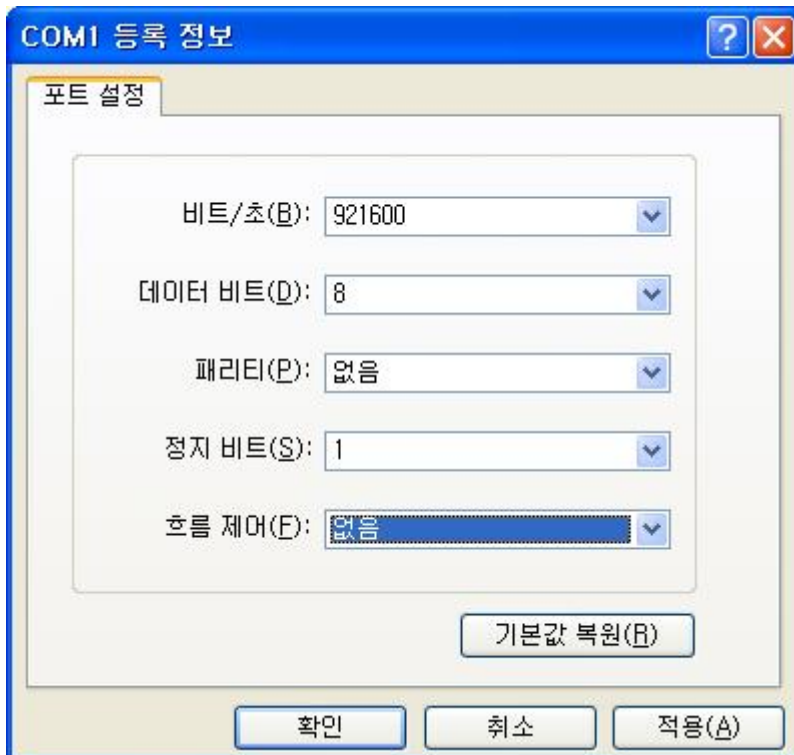 COM1 등록 정보
포트 설정
비트/초(B): 921600
데이터 비트(D): 8
패리티(P): 없음
정지 비트(S): 1
흐름 제어(F): 없음
기본값 복원(R)
확인 취소 적용(A)